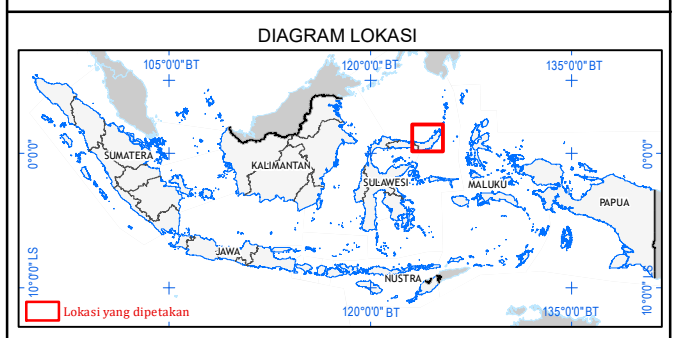 DIAGRAM LOKASI
105°0'0"BT
120°0'0"BT
135°0'0"BT
0°0'0"
0°0'0"
SUMATERA
KALIMANTAN
SULAWESI
MALUKU
PAPUA
JAWA
NUSTRA
10°0'0"LS
10°0'0"LS
Lokasi yang dipetakan
120°0'0"BT
135°0'0"BT